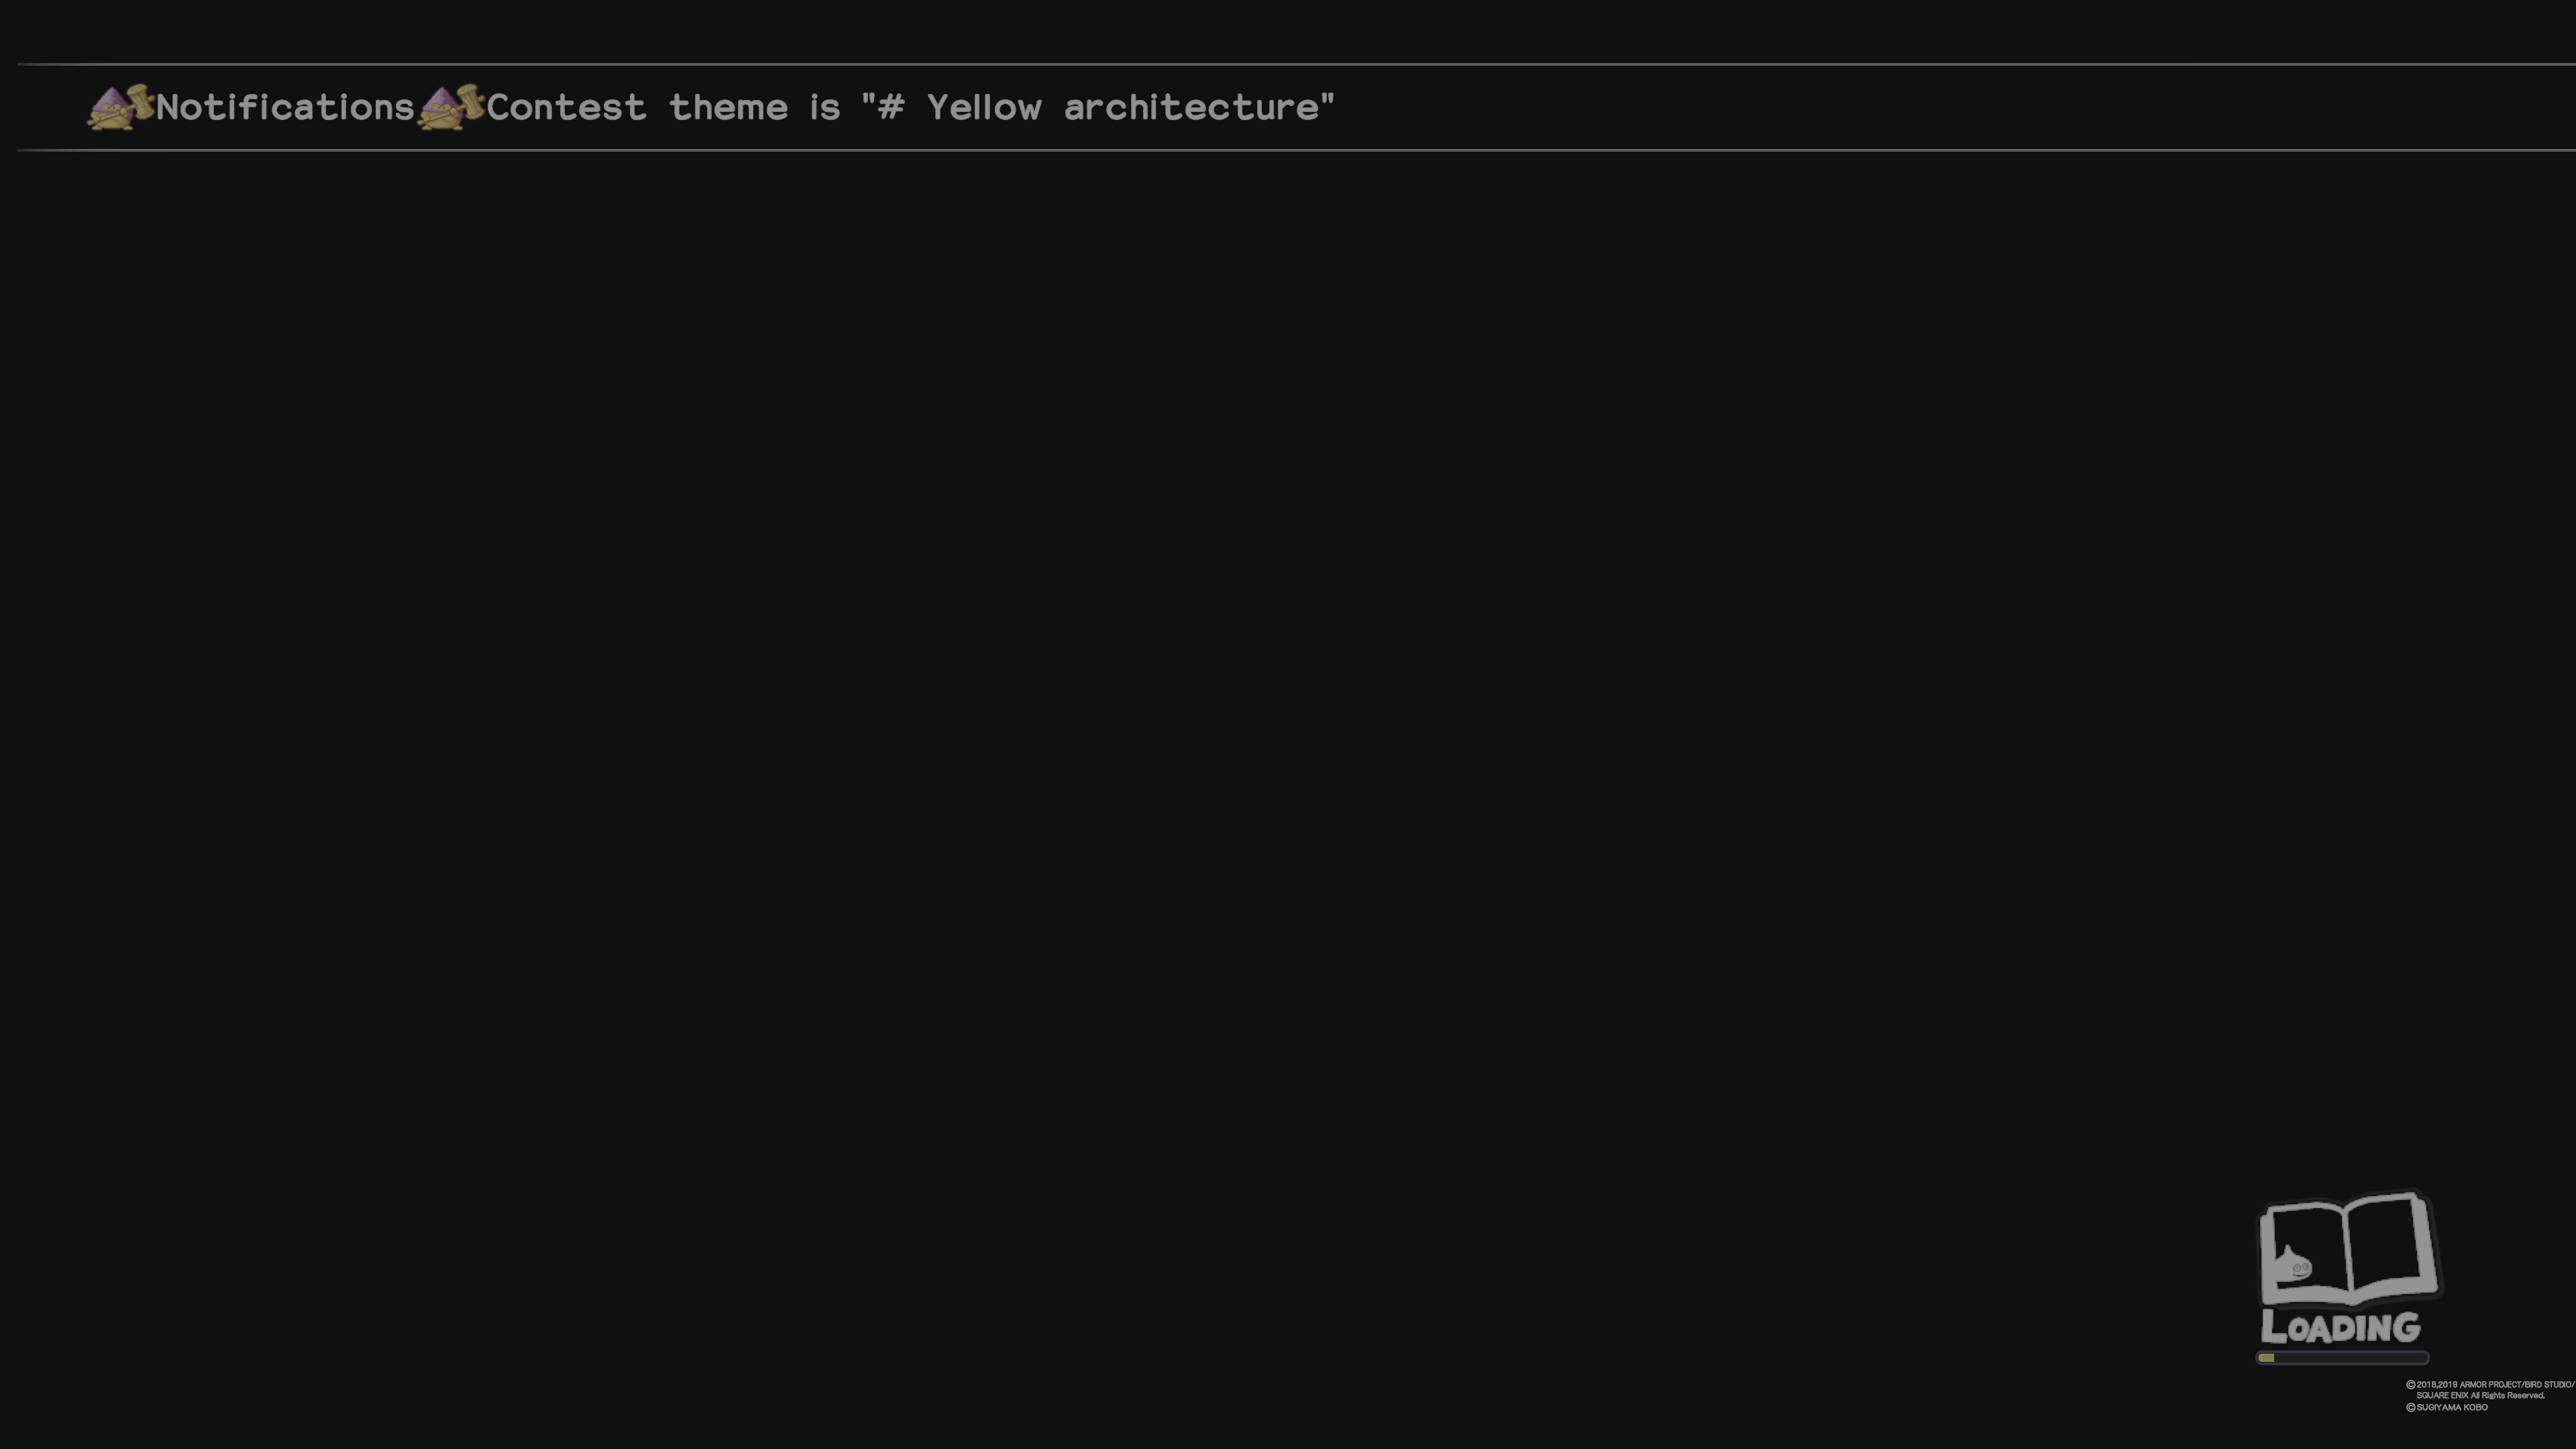 Notifications Contest theme is "# Yellow architecture"
LOADING
©2018,2019 ARMOR PROJECT/BIRD STUDIO/
SQUARE ENIX All Rights Reserved.
©SUGIYAMA KOBO